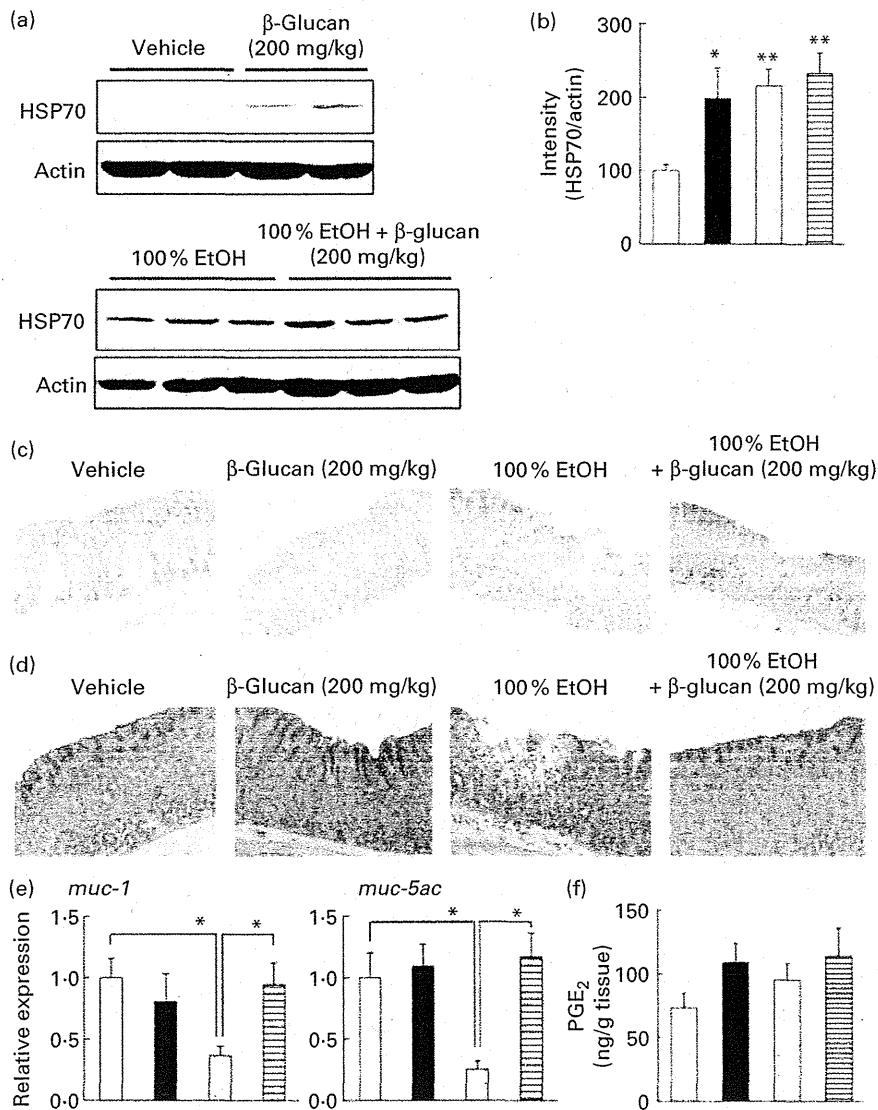 (a)
Vehicle
β-Glucan
(200 mg/kg)
HSP70
Actin
100% EtOH
100% EtOH + β-glucan
(200 mg/kg)
HSP70
Actin
(b)
Intensity
(HSP70/actin)
300
200
100
0
*
**
**
(c)
Vehicle
β-Glucan (200 mg/kg)
100% EtOH
100% EtOH
+ β-glucan (200 mg/kg)
(d)
Vehicle
β-Glucan (200 mg/kg)
100% EtOH
100% EtOH
+ β-glucan (200 mg/kg)
(e)
muc-1
Relative expression
1·5
1·0
0·5
0·0
*
*
muc-5ac
1·5
1·0
0·5
0·0
*
*
(f)
PGE₂
(ng/g tissue)
150
100
50
0